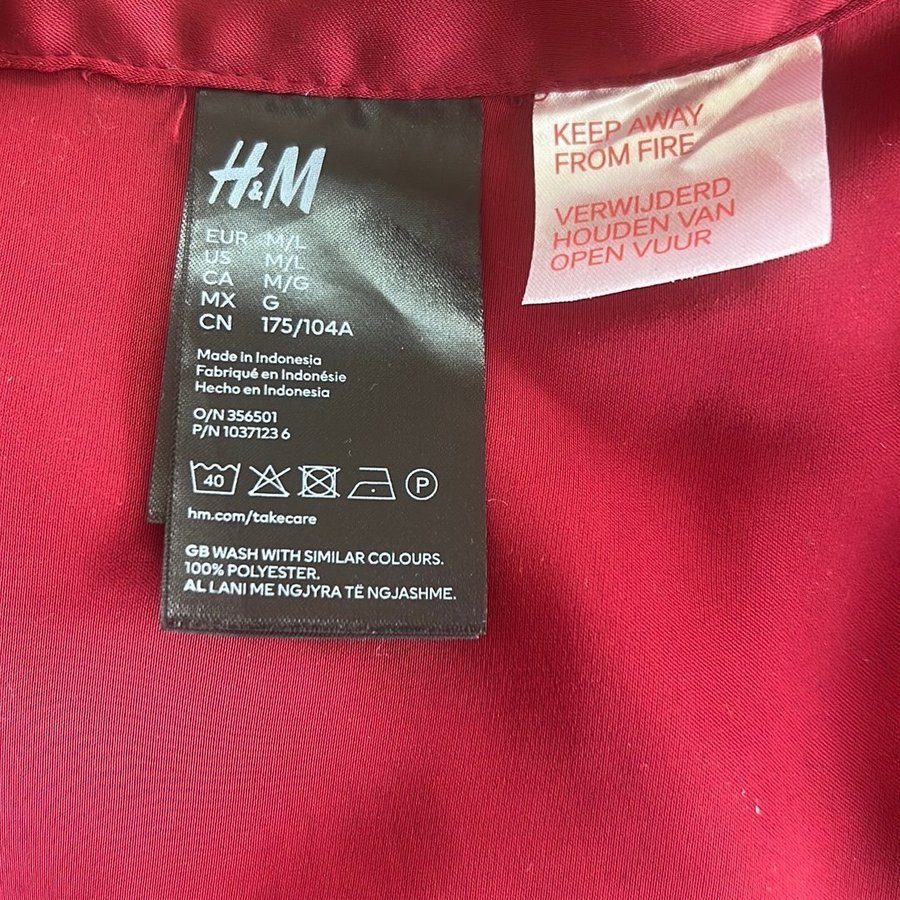 H&M
EUR M/L
US M/L
CA M/G
MX G
CN 175/104A
Made in Indonesia
Fabriqué en Indonésie
Hecho en Indonesia
O/N 356501
P/N 1037123 6
40 P
hm.com/takecare
GB WASH WITH SIMILAR COLOURS.
100% POLYESTER.
AL LANI ME NGJYRA TË NGJASHME.
KEEP AWAY
FROM FIRE
VERWIJDERD
HOUDEN VAN
OPEN VUUR